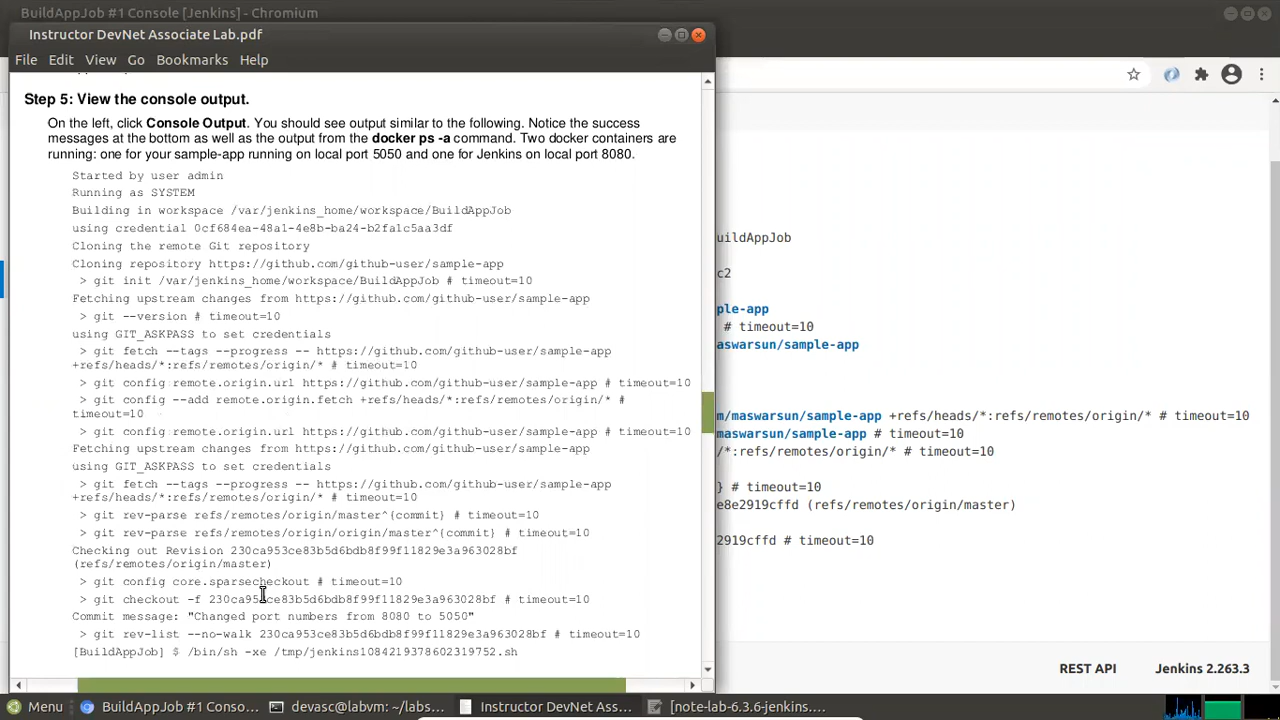 BuildAppJob #1 Console [Jenkins] - Chromium
Instructor DevNet Associate Lab.pdf
File Edit View Go Bookmarks Help
Step 5: View the console output.
On the left, click Console Output. You should see output similar to the following. Notice the success
messages at the bottom as well as the output from the docker ps -a command. Two docker containers are
running: one for your sample-app running on local port 5050 and one for Jenkins on local port 8080.
Started by user admin
Running as SYSTEM
Building in workspace /var/jenkins_home/workspace/BuildAppJob
using credential 0cf684ea-48a1-4e8b-ba24-b2fa1c5aa3df
Cloning the remote Git repository
Cloning repository https://github.com/github-user/sample-app
> git init /var/jenkins_home/workspace/BuildAppJob # timeout=10
Fetching upstream changes from https://github.com/github-user/sample-app
> git --version # timeout=10
using GIT_ASKPASS to set credentials
> git fetch --tags --progress -- https://github.com/github-user/sample-app
+refs/heads/*:refs/remotes/origin/* # timeout=10
> git config remote.origin.url https://github.com/github-user/sample-app # timeout=10
> git config --add remote.origin.fetch +refs/heads/*:refs/remotes/origin/* #
timeout=10
> git config remote.origin.url https://github.com/github-user/sample-app # timeout=10
Fetching upstream changes from https://github.com/github-user/sample-app
using GIT_ASKPASS to set credentials
> git fetch --tags --progress -- https://github.com/github-user/sample-app
+refs/heads/*:refs/remotes/origin/* # timeout=10
> git rev-parse refs/remotes/origin/master^{commit} # timeout=10
> git rev-parse refs/remotes/origin/origin/master^{commit} # timeout=10
Checking out Revision 230ca953ce83b5d6bdb8f99f11829e3a963028bf
(refs/remotes/origin/master)
> git config core.sparsecheckout # timeout=10
> git checkout -f 230ca953ce83b5d6bdb8f99f11829e3a963028bf # timeout=10
Commit message: "Changed port numbers from 8080 to 5050"
> git rev-list --no-walk 230ca953ce83b5d6bdb8f99f11829e3a963028bf # timeout=10
[BuildAppJob] $ /bin/sh -xe /tmp/jenkins1084219378602319752.sh
uildAppJob
c2
ple-app
# timeout=10
aswarsun/sample-app
m/maswarsun/sample-app +refs/heads/*:refs/remotes/origin/* # timeout=10
maswarsun/sample-app # timeout=10
/*:refs/remotes/origin/* # timeout=10
} # timeout=10
e8e2919cffd (refs/remotes/origin/master)
2919cffd # timeout=10
REST API Jenkins 2.263.3
Menu BuildAppJob #1 Conso... devasc@labvm: ~/labs... Instructor DevNet Assoc... [note-lab-6.3.6-jenkins....